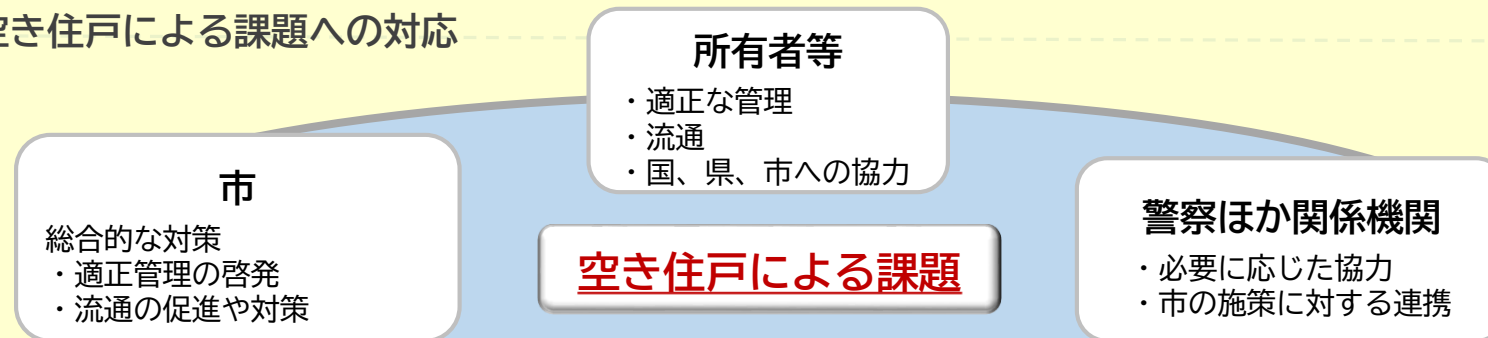 空き住戸による課題への対応
所有者等
・適正な管理
・流通
・国、県、市への協力
市
総合的な対策
・適正管理の啓発
・流通の促進や対策
空き住戸による課題
警察ほか関係機関
・必要に応じた協力
・市の施策に対する連携